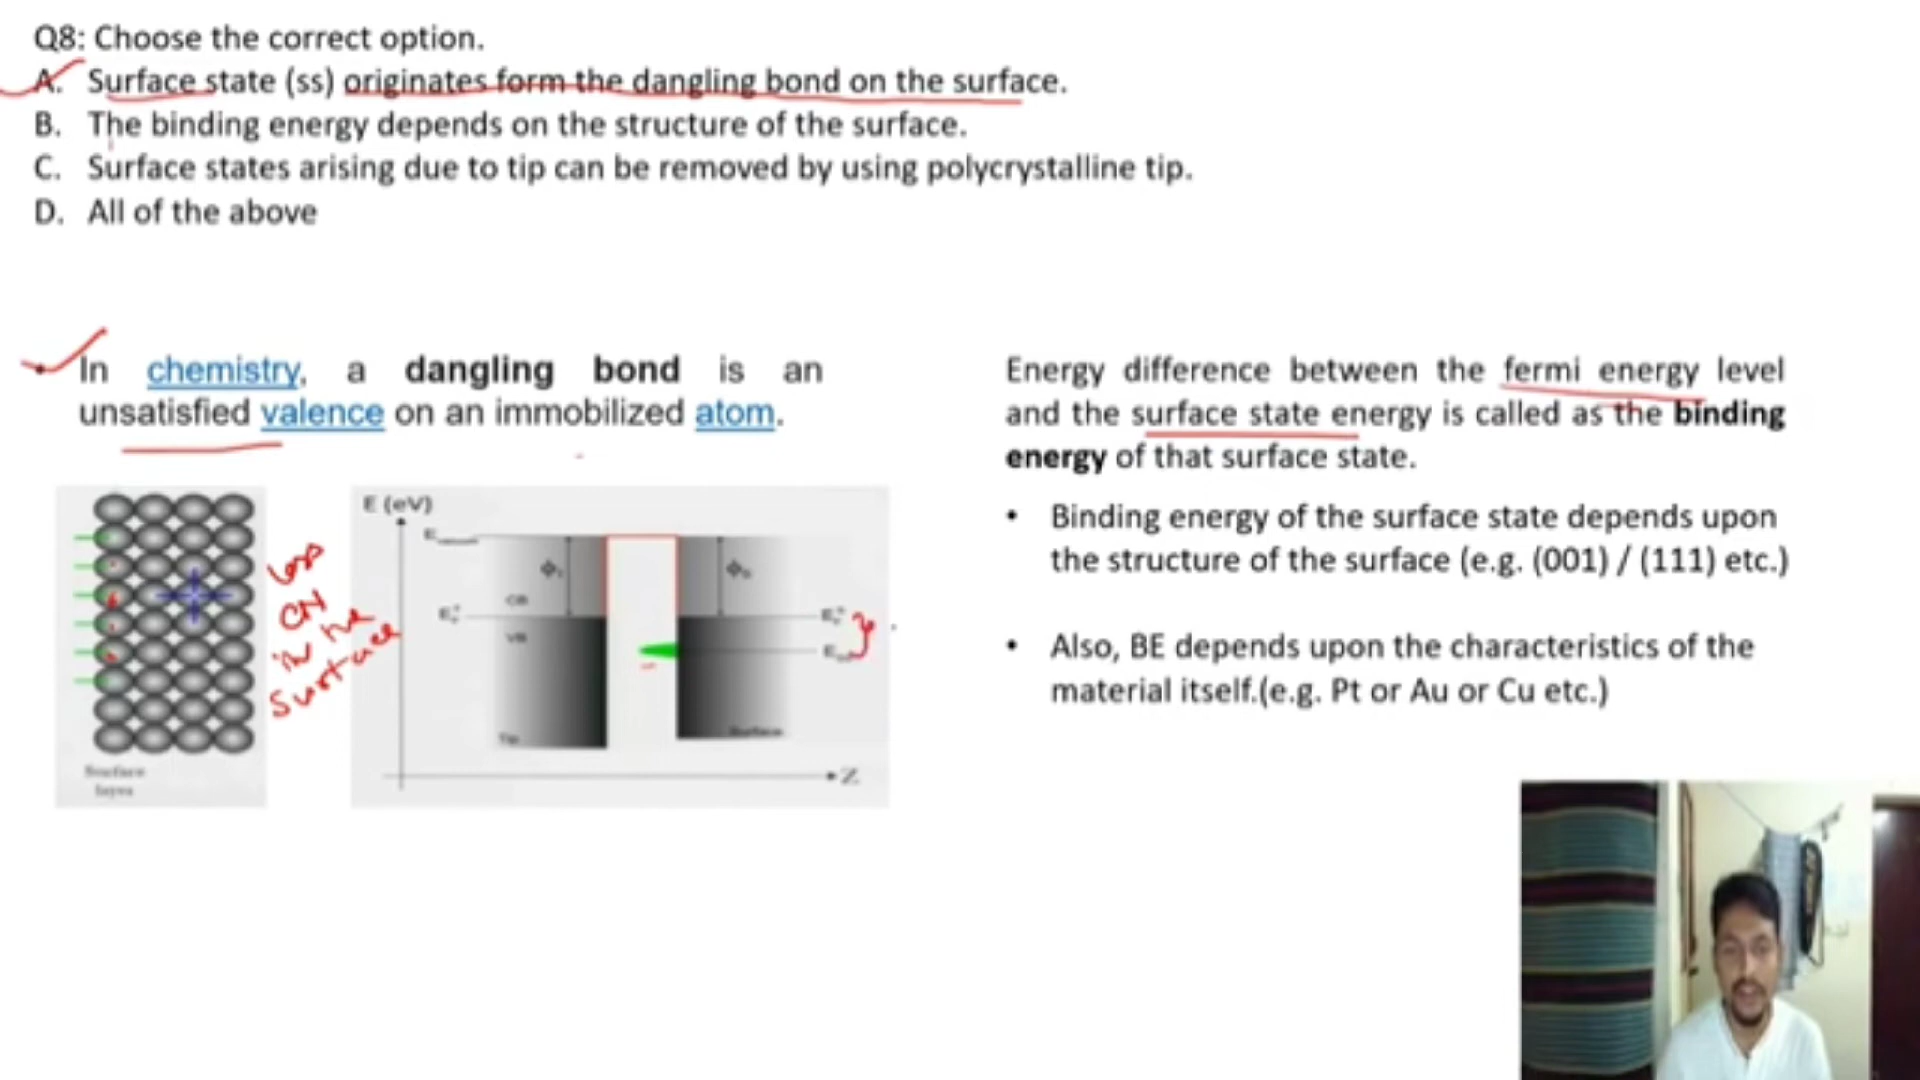 Q8: Choose the correct option.
A. Surface state (ss) originates form the dangling bond on the surface.
B. The binding energy depends on the structure of the surface.
C. Surface states arising due to tip can be removed by using polycrystalline tip.
D. All of the above
• In chemistry, a dangling bond is an
unsatisfied valence on an immobilized atom.
Energy difference between the fermi energy level
and the surface state energy is called as the binding
energy of that surface state.
• Binding energy of the surface state depends upon
the structure of the surface (e.g. (001) / (111) etc.)
• Also, BE depends upon the characteristics of the
material itself.(e.g. Pt or Au or Cu etc.)
Surface
layer
CN
in the
Surface
E (eV)
CB
VB
Tip
Surface
Z